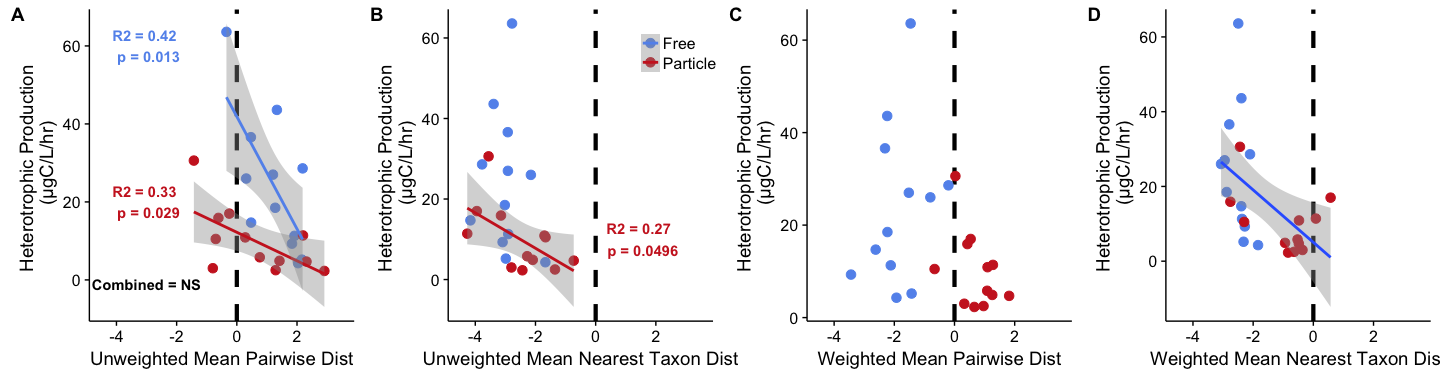 A
R2 = 0.42
p = 0.013
R2 = 0.33
p = 0.029
Combined = NS
Heterotrophic Production
(µgC/L/hr)
60
40
20
0
-4
-2
0
2
Unweighted Mean Pairwise Dist
B
Free
Particle
R2 = 0.27
p = 0.0496
Heterotrophic Production
(µgC/L/hr)
60
40
20
0
-4
-2
0
2
Unweighted Mean Nearest Taxon Dist
C
Heterotrophic Production
(µgC/L/hr)
60
40
20
0
-4
-2
0
2
Weighted Mean Pairwise Dist
D
Heterotrophic Production
(µgC/L/hr)
60
40
20
0
-4
-2
0
2
Weighted Mean Nearest Taxon Dis